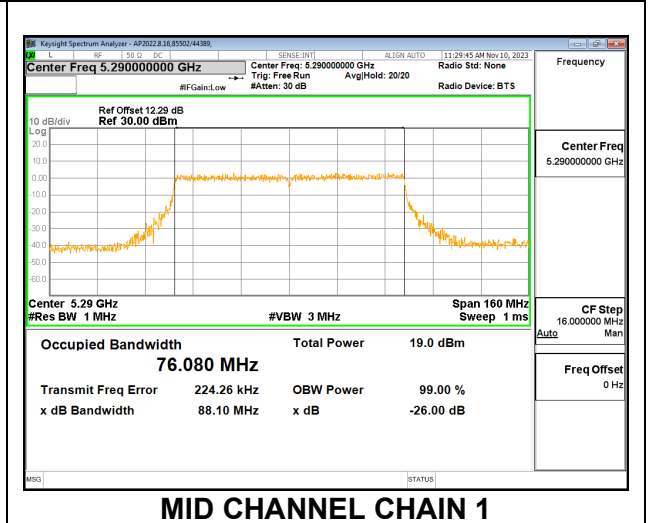 Keysight Spectrum Analyzer - AP2022.8.16,85502/44389,
L RF 50 Ω DC SENSE:INT ALIGN AUTO 11:29:45 AM Nov 10, 2023
Center Freq 5.290000000 GHz
Center Freq: 5.290000000 GHz
Radio Std: None
Trig: Free Run Avg|Hold: 20/20
#IFGain:Low #Atten: 30 dB Radio Device: BTS
Frequency
Ref Offset 12.29 dB
10 dB/div Ref 30.00 dBm
Log
20.0
10.0
0.00
-10.0
-20.0
-30.0
-40.0
-50.0
-60.0
Center 5.29 GHz Span 160 MHz
#Res BW 1 MHz #VBW 3 MHz Sweep 1 ms
Center Freq
5.290000000 GHz
CF Step
16.000000 MHz
Auto Man
Freq Offset
0 Hz
Occupied Bandwidth Total Power 19.0 dBm
76.080 MHz
Transmit Freq Error 224.26 kHz OBW Power 99.00 %
x dB Bandwidth 88.10 MHz x dB -26.00 dB
MSG STATUS
MID CHANNEL CHAIN 1